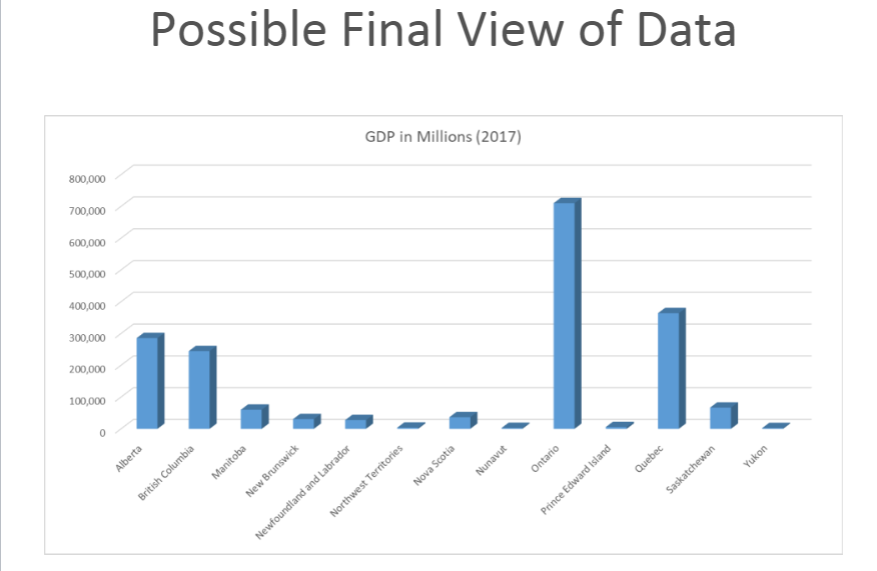 Possible Final View of Data
GDP in Millions (2017)
800,000
700,000
600,000
500,000
400,000
300,000
200,000
100,000
0
Alberta
British Columbia
Manitoba
New Brunswick
Newfoundland and Labrador
Northwest Territories
Nova Scotia
Nunavut
Ontario
Prince Edward Island
Quebec
Saskatchewan
Yukon